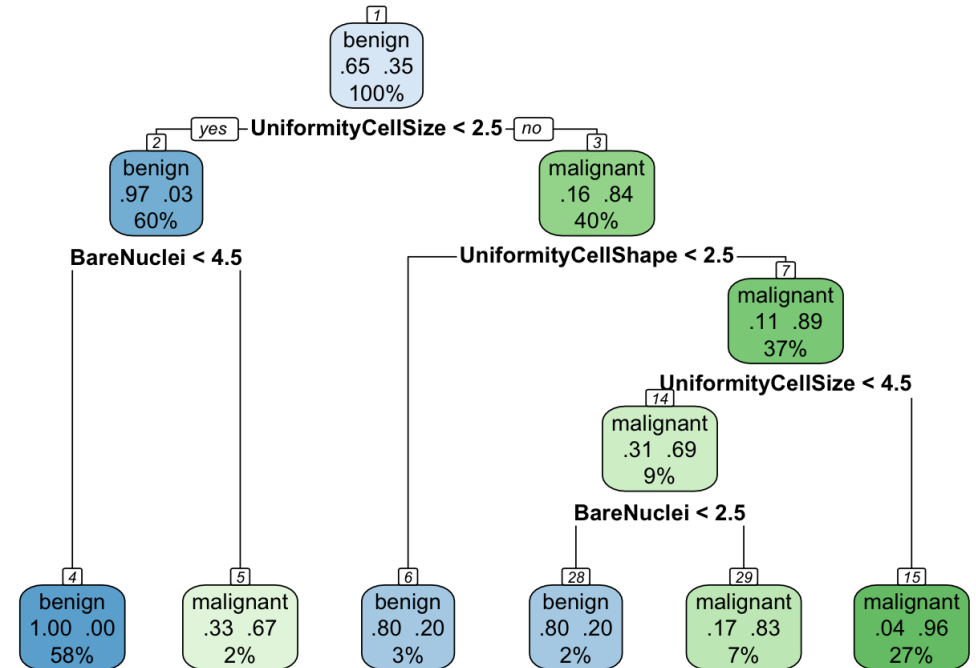 1
benign
.65 .35
100%
yes UniformityCellSize < 2.5 no
2
benign
.97 .03
60%
3
malignant
.16 .84
40%
BareNuclei < 4.5
UniformityCellShape < 2.5
7
malignant
.11 .89
37%
UniformityCellSize < 4.5
14
malignant
.31 .69
9%
BareNuclei < 2.5
4
benign
1.00 .00
58%
5
malignant
.33 .67
2%
6
benign
.80 .20
3%
28
benign
.80 .20
2%
29
malignant
.17 .83
7%
15
malignant
.04 .96
27%